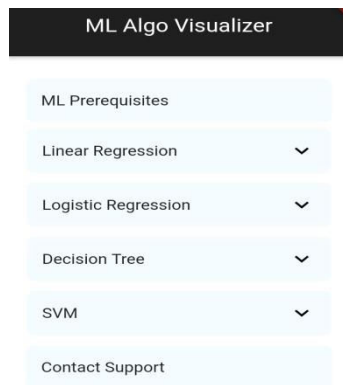 ML Algo Visualizer
ML Prerequisites
Linear Regression
Logistic Regression
Decision Tree
SVM
Contact Support